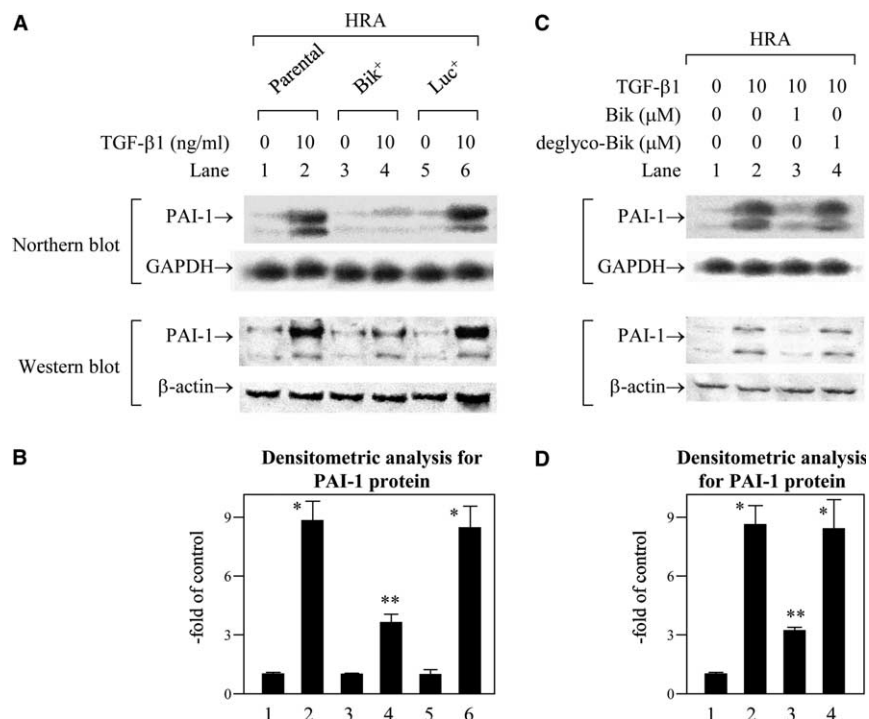 A
HRA
Parental
Bik+
Luc+
TGF-β1 (ng/ml) 0 10 0 10 0 10
Lane 1 2 3 4 5 6
Northern blot
PAI-1→
GAPDH→
Western blot
PAI-1→
β-actin→
B
Densitometric analysis for
PAI-1 protein
-fold of control
9
6
3
0
* ** *
1 2 3 4 5 6
C
HRA
TGF-β1 0 10 10 10
Bik (μM) 0 0 1 0
deglyco-Bik (μM) 0 0 0 1
Lane 1 2 3 4
PAI-1→
GAPDH→
PAI-1→
β-actin→
D
Densitometric analysis
for PAI-1 protein
-fold of control
9
6
3
0
* ** *
1 2 3 4